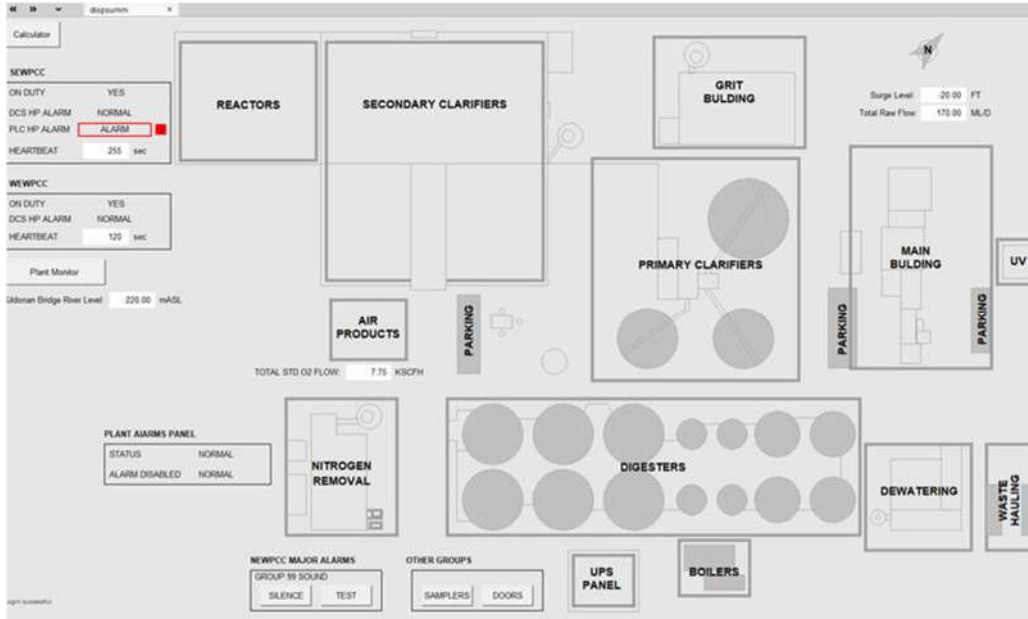 dispsumm x
Calculator
SEWPCC
ON DUTY YES
DCS HP ALARM NORMAL
PLC HP ALARM ALARM
HEARTBEAT 255 sec
WEWPCC
ON DUTY YES
DCS HP ALARM NORMAL
HEARTBEAT 120 sec
Plant Monitor
ildonan Bridge River Level: 220.00 mASL
REACTORS
SECONDARY CLARIFIERS
GRIT
BULDING
N
Surge Level: -20.00 FT
Total Raw Flow: 170.00 ML/D
PRIMARY CLARIFIERS
MAIN
BULDING
UV
PARKING
PARKING
PARKING
AIR
PRODUCTS
TOTAL STD O2 FLOW: 7.75 KSCFH
PLANT AlARMS PANEL
STATUS NORMAL
ALARM DISABLED NORMAL
NITROGEN
REMOVAL
DIGESTERS
DEWATERING
WASTE
HAULING
NEWPCC MAJOR ALARMS
GROUP 99 SOUND
SILENCE TEST
OTHER GROUPS
SAMPLERS DOORS
UPS
PANEL
BOILERS
successful